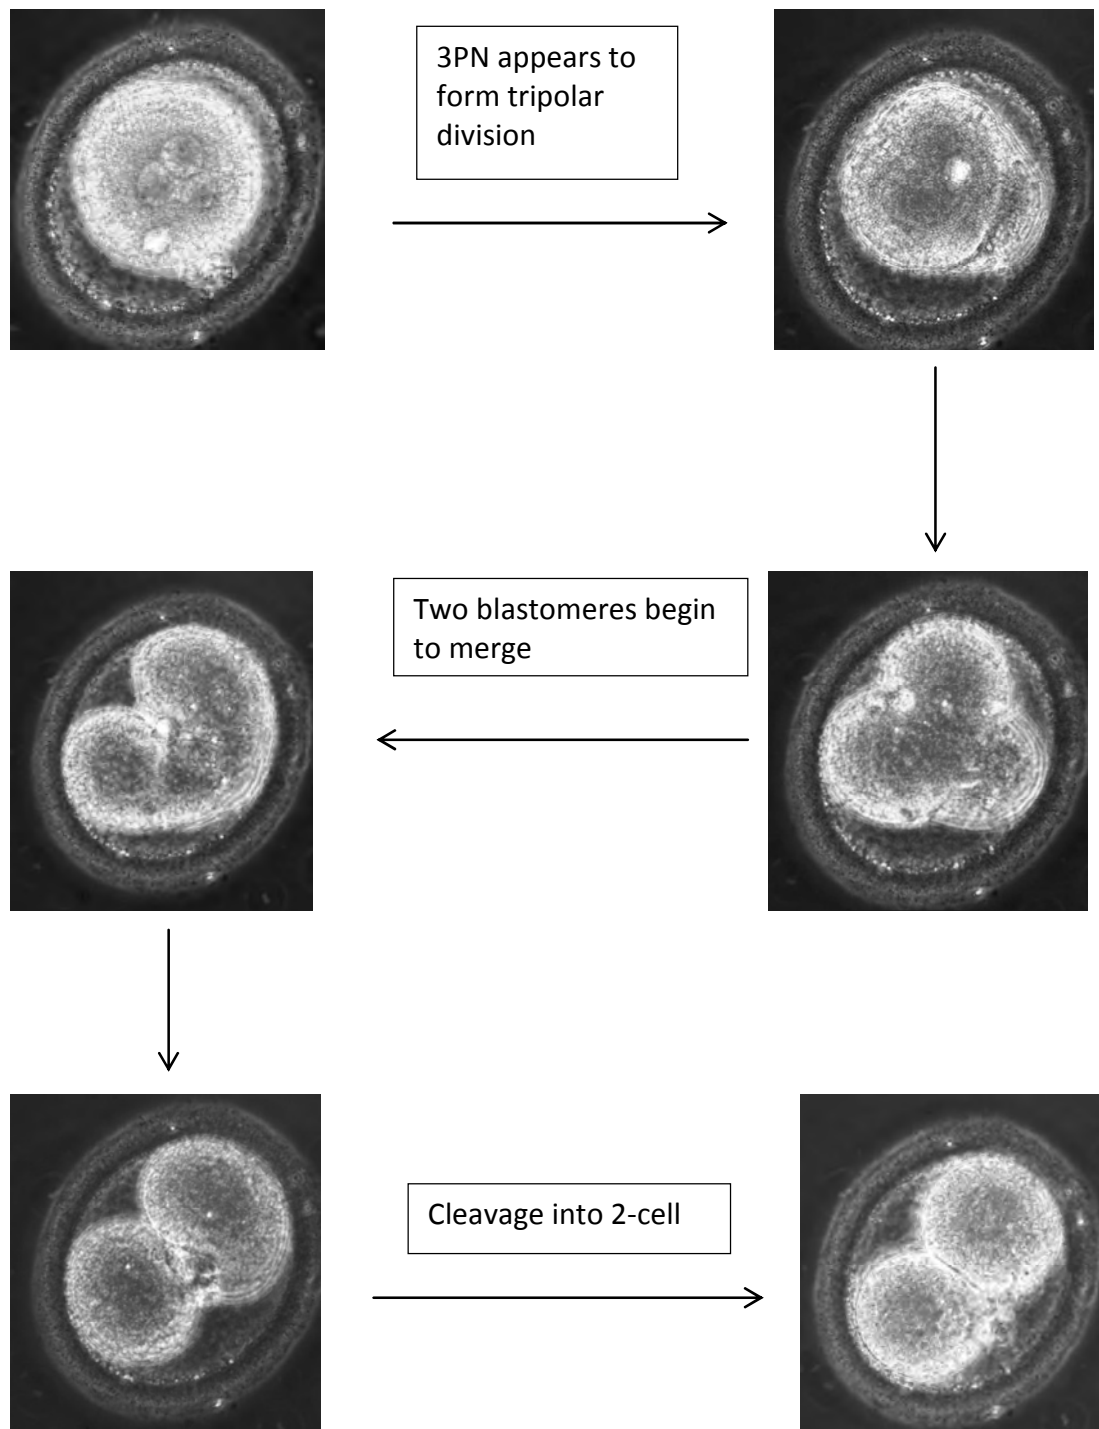 3PN appears to
form tripolar
division
Two blastomeres begin
to merge
Cleavage into 2-cell